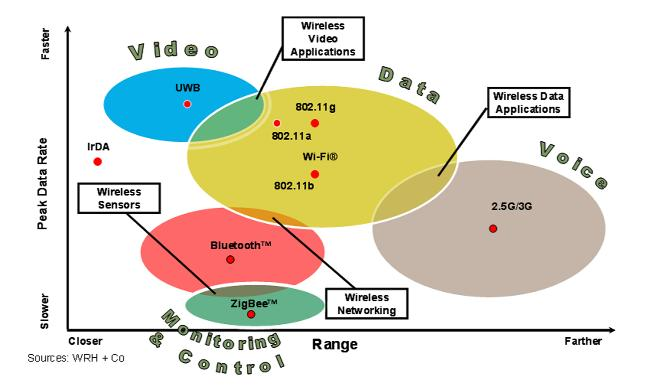 Faster
Video
Wireless
Video
Applications
Data
UWB
802.11g
Wireless Data
Applications
802.11a
IrDA
Wi-Fi®
Voice
Peak Data Rate
Wireless
Sensors
802.11b
2.5G/3G
Bluetooth™
ZigBee™
Wireless
Networking
Slower
Monitoring
& Control
Closer
Range
Farther
Sources: WRH + Co